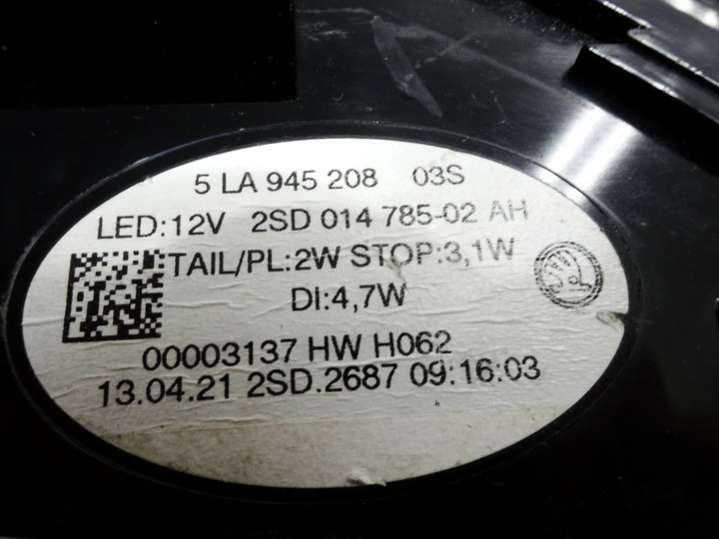 5 LA 945 208 03S
LED:12V 2SD 014 785-02 AH
TAIL/PL:2W STOP:3,1W
DI:4,7W
00003137 HW H062
13.04.21 2SD.2687 09:16:03